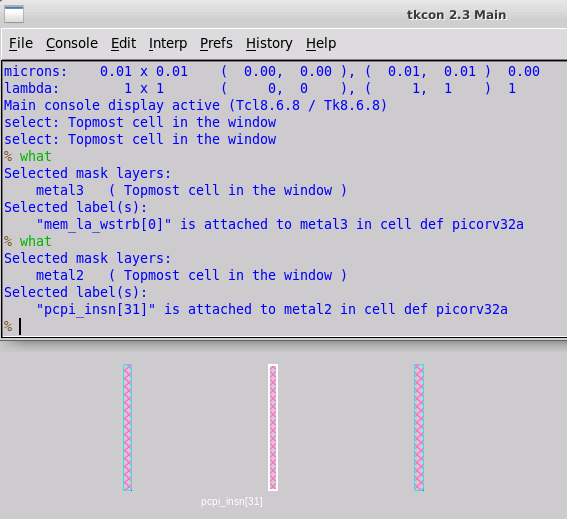 tkcon 2.3 Main
File Console Edit Interp Prefs History Help
microns: 0.01 x 0.01 ( 0.00, 0.00 ), ( 0.01, 0.01 ) 0.00
lambda: 1 x 1 ( 0, 0 ), ( 1, 1 ) 1
Main console display active (Tcl8.6.8 / Tk8.6.8)
select: Topmost cell in the window
select: Topmost cell in the window
% what
Selected mask layers:
metal3 ( Topmost cell in the window )
Selected label(s):
"mem_la_wstrb[0]" is attached to metal3 in cell def picorv32a
% what
Selected mask layers:
metal2 ( Topmost cell in the window )
Selected label(s):
"pcpi_insn[31]" is attached to metal2 in cell def picorv32a
%
pcpi_insn[31]